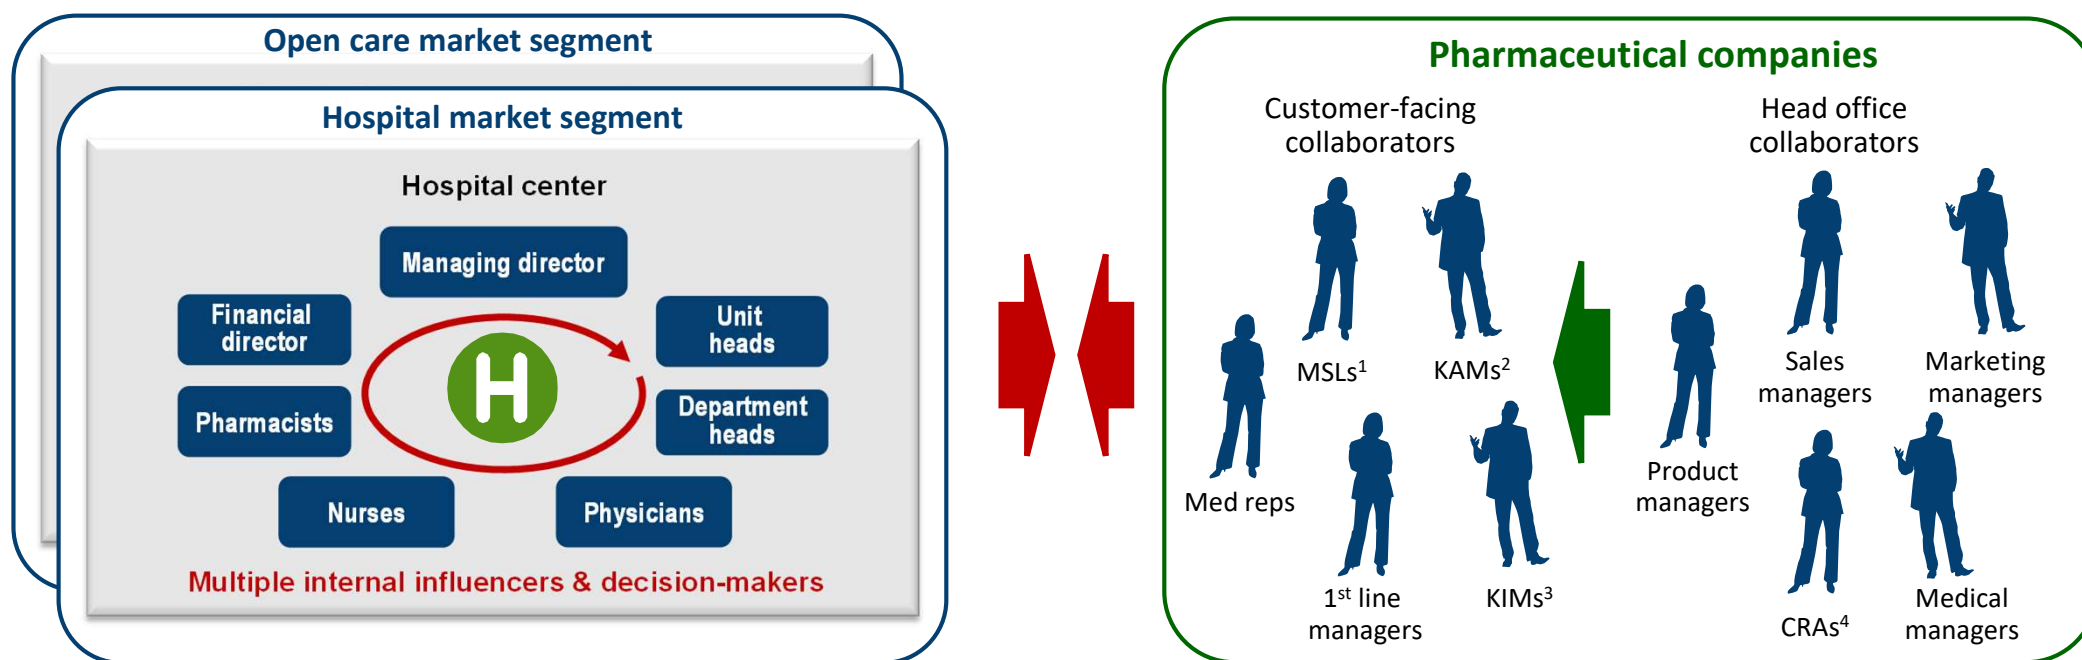 Open care market segment
Hospital market segment
Hospital center
Managing director
Financial
director
Unit
heads
H
Pharmacists
Department
heads
Nurses
Physicians
Multiple internal influencers & decision-makers
Pharmaceutical companies
Customer-facing
collaborators
MSLs¹
KAMs²
Med reps
1st line
managers
KIMs³
Head office
collaborators
Sales
managers
Marketing
managers
Product
managers
CRAs⁴
Medical
managers